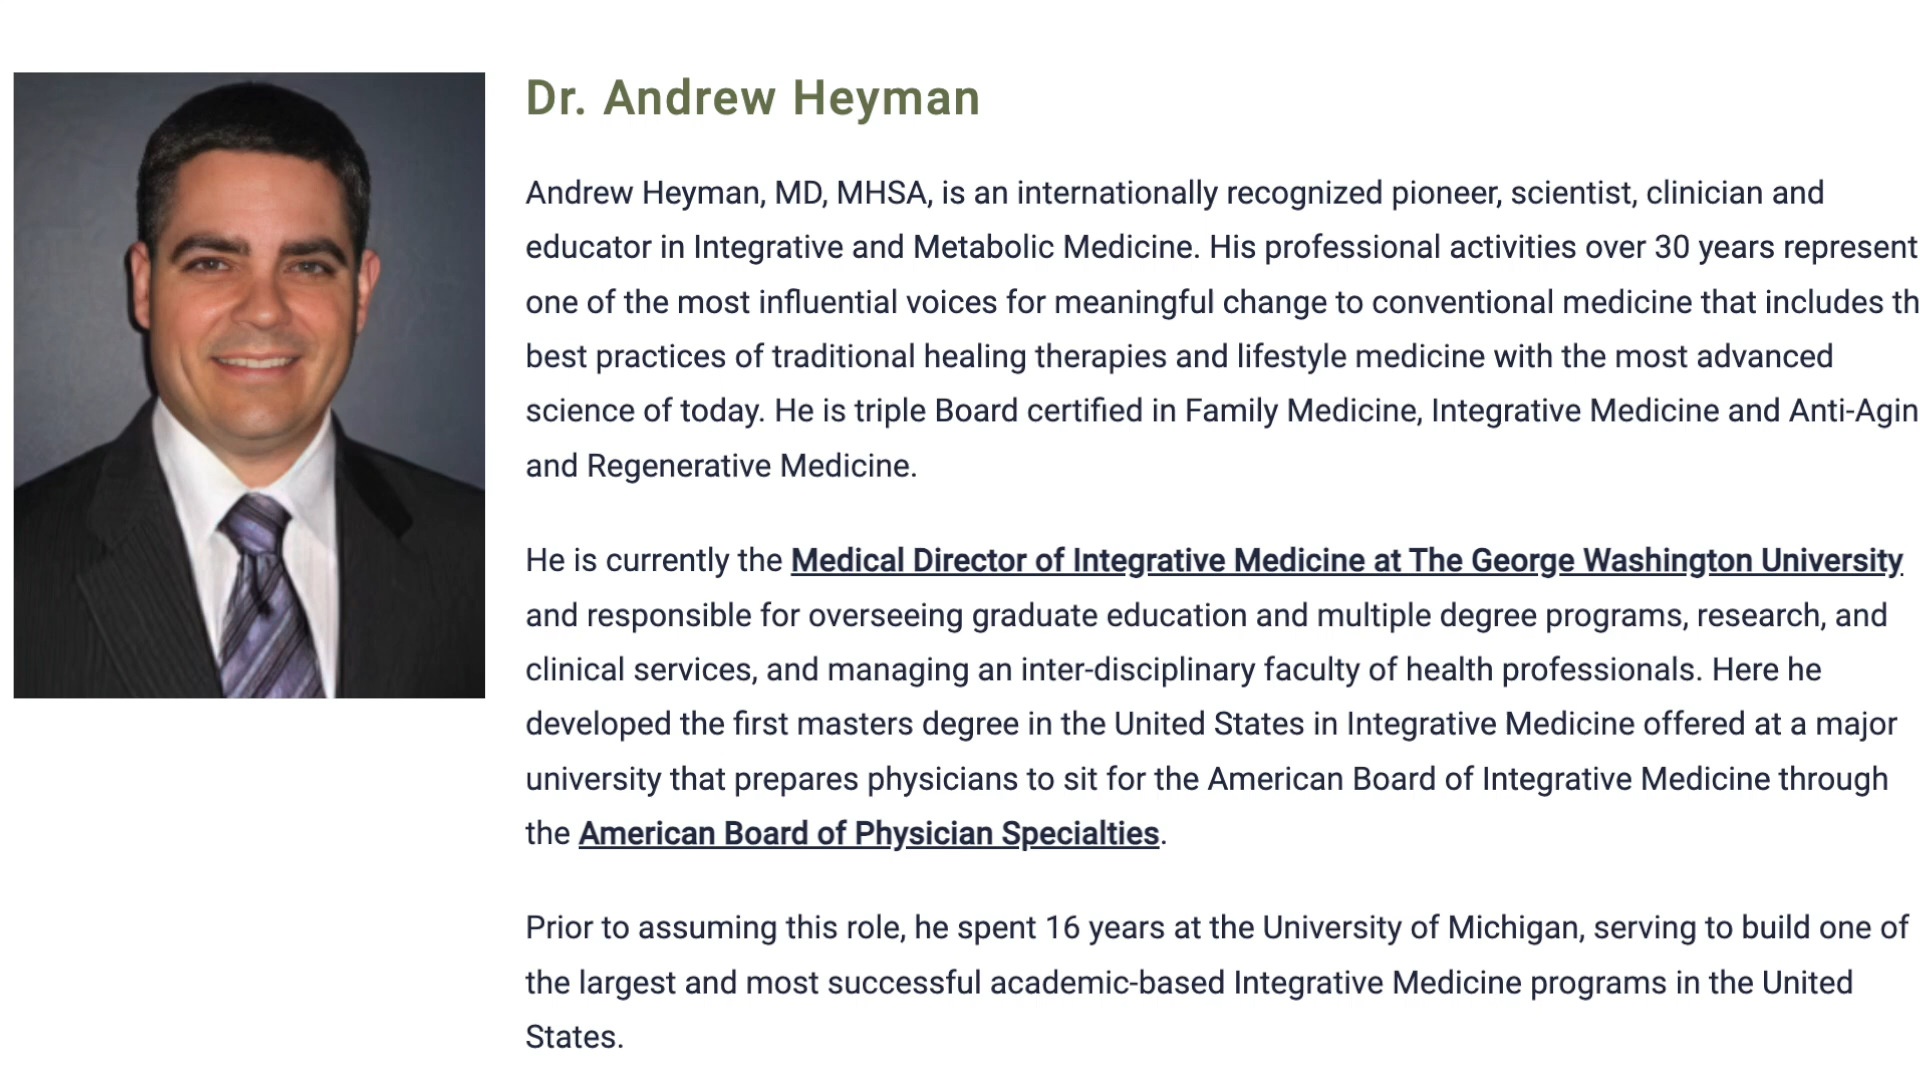 Dr. Andrew Heyman
Andrew Heyman, MD, MHSA, is an internationally recognized pioneer, scientist, clinician and
educator in Integrative and Metabolic Medicine. His professional activities over 30 years represent
one of the most influential voices for meaningful change to conventional medicine that includes th
best practices of traditional healing therapies and lifestyle medicine with the most advanced
science of today. He is triple Board certified in Family Medicine, Integrative Medicine and Anti-Agin
and Regenerative Medicine.
He is currently the Medical Director of Integrative Medicine at The George Washington University
and responsible for overseeing graduate education and multiple degree programs, research, and
clinical services, and managing an inter-disciplinary faculty of health professionals. Here he
developed the first masters degree in the United States in Integrative Medicine offered at a major
university that prepares physicians to sit for the American Board of Integrative Medicine through
the American Board of Physician Specialties.
Prior to assuming this role, he spent 16 years at the University of Michigan, serving to build one of
the largest and most successful academic-based Integrative Medicine programs in the United
States.